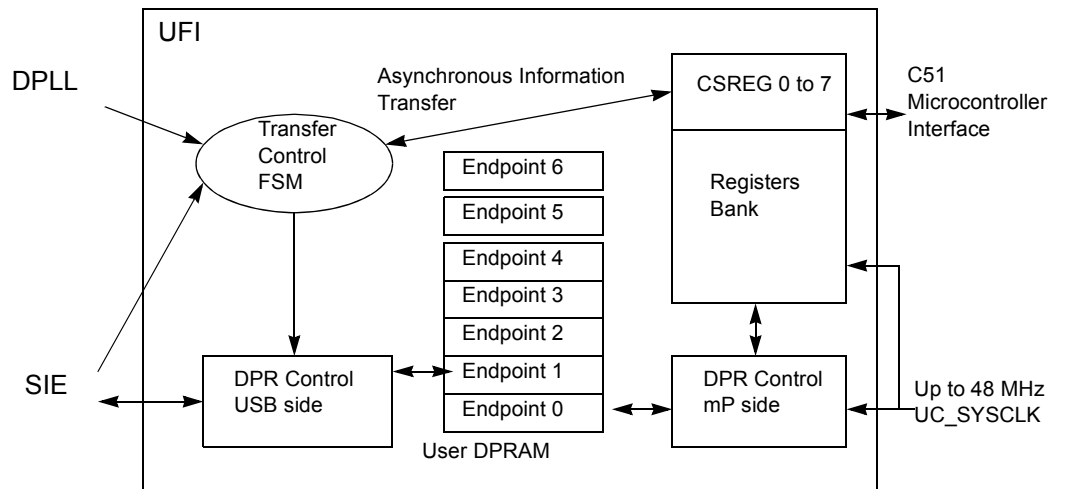 UFI
DPLL
Asynchronous Information
Transfer
CSREG 0 to 7
C51
Microcontroller
Interface
Transfer
Control
FSM
Registers
Bank
Endpoint 6
Endpoint 5
Endpoint 4
Endpoint 3
Endpoint 2
Endpoint 1
Endpoint 0
User DPRAM
SIE
DPR Control
USB side
DPR Control
mP side
Up to 48 MHz
UC_SYSCLK